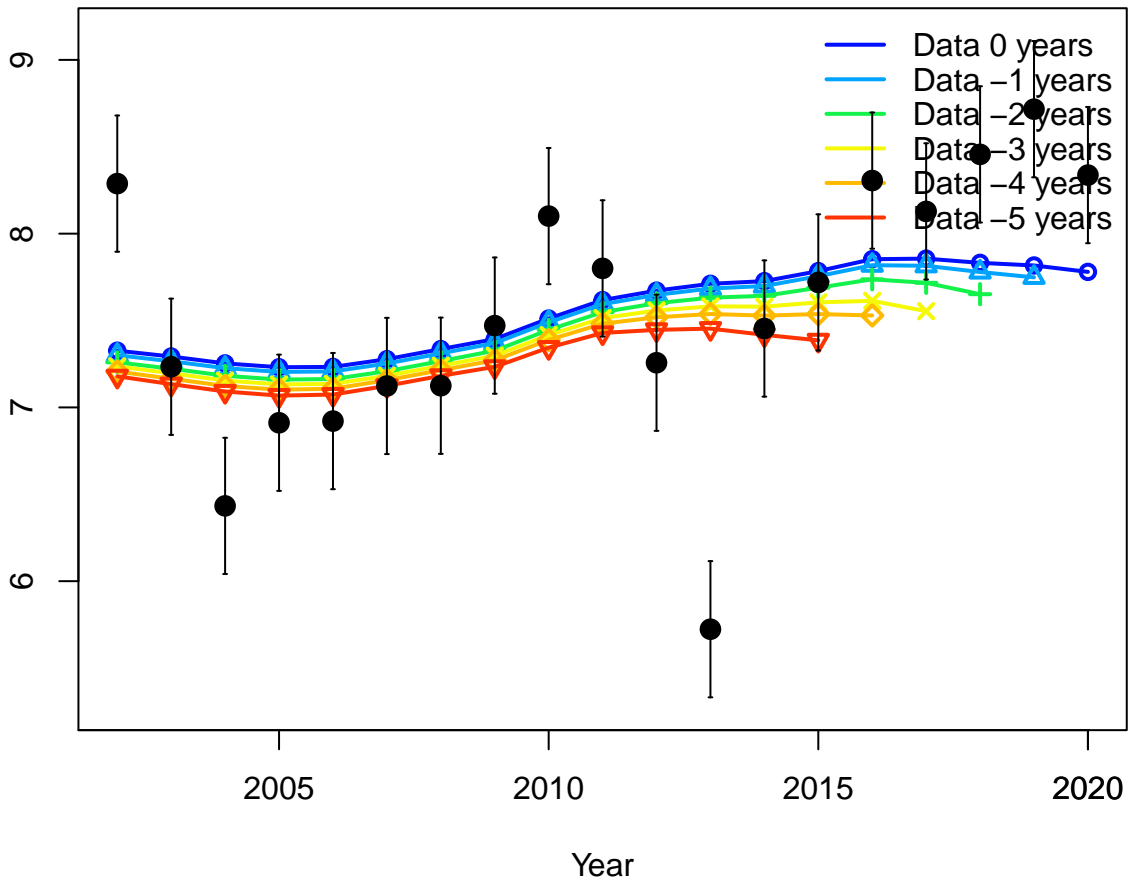 9
8
7
6
Data 0 years
Data −1 years
Data −2 years
Data −3 years
Data −4 years
Data −5 years
2005
2010
2015
2020
Year